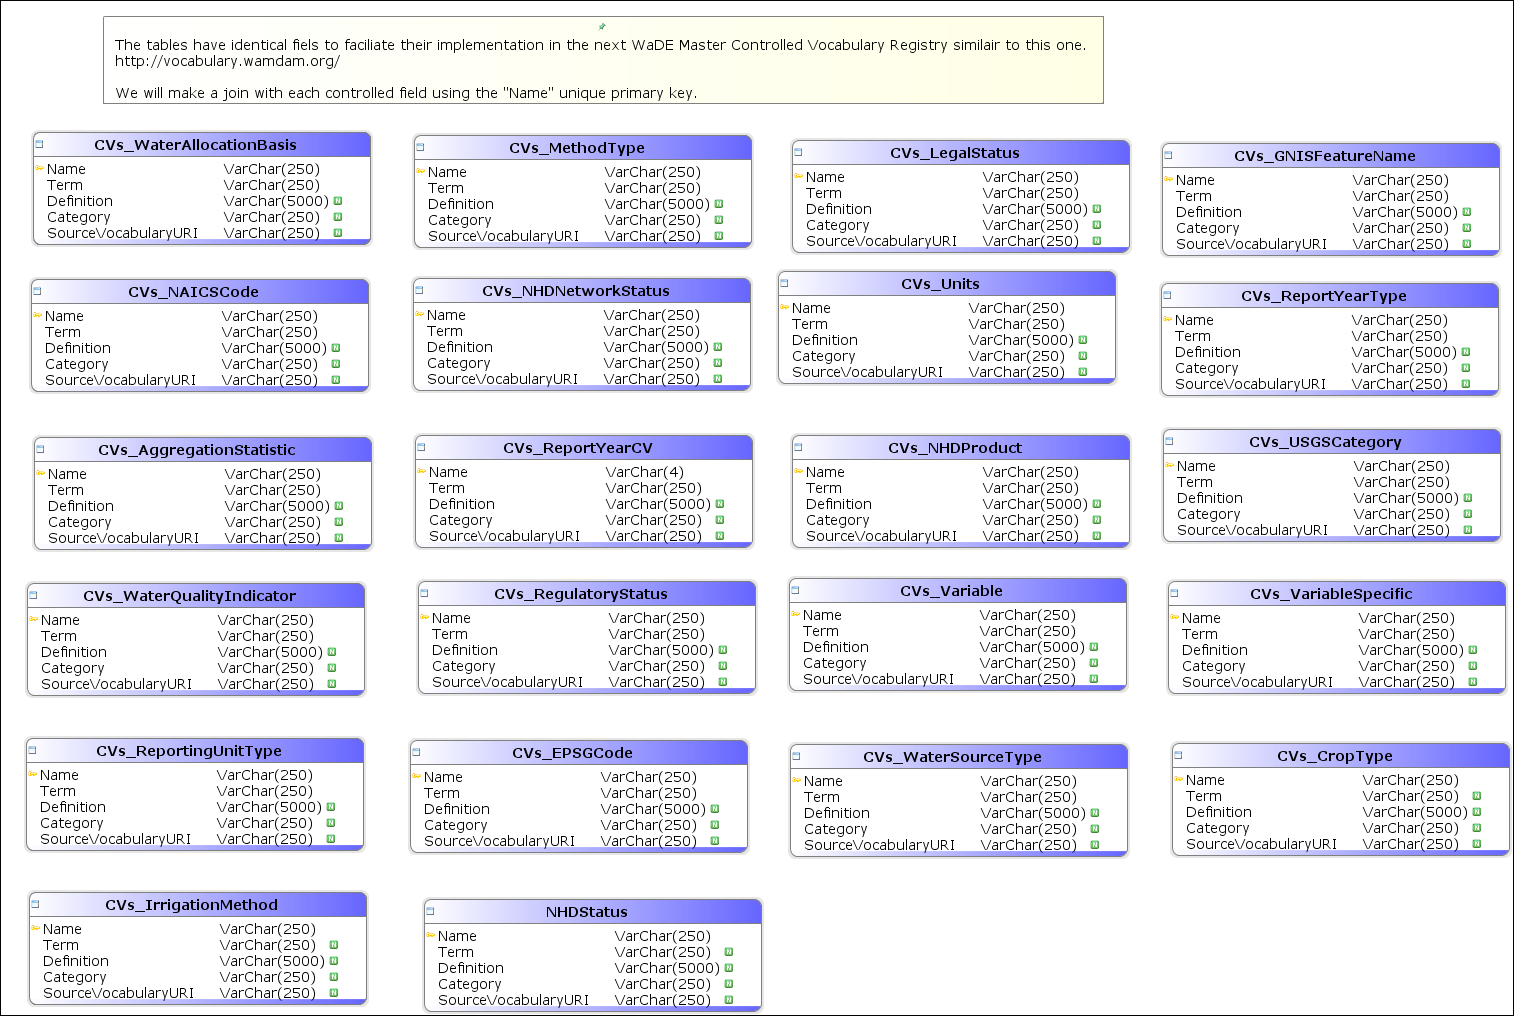 The tables have identical fiels to faciliate their implementation in the next WaDE Master Controlled Vocabulary Registry similair to this one.
http://vocabulary.wamdam.org/
We will make a join with each controlled field using the "Name" unique primary key.
CVs_WaterAllocationBasis
Name VarChar(250)
Term VarChar(250)
Definition VarChar(5000) N
Category VarChar(250) N
SourceVocabularyURI VarChar(250) N
CVs_MethodType
Name VarChar(250)
Term VarChar(250)
Definition VarChar(5000) N
Category VarChar(250) N
SourceVocabularyURI VarChar(250) N
CVs_LegalStatus
Name VarChar(250)
Term VarChar(250)
Definition VarChar(5000) N
Category VarChar(250) N
SourceVocabularyURI VarChar(250) N
CVs_GNISFeatureName
Name VarChar(250)
Term VarChar(250)
Definition VarChar(5000) N
Category VarChar(250) N
SourceVocabularyURI VarChar(250) N
CVs_NAICSCode
Name VarChar(250)
Term VarChar(250)
Definition VarChar(5000) N
Category VarChar(250) N
SourceVocabularyURI VarChar(250) N
CVs_NHDNetworkStatus
Name VarChar(250)
Term VarChar(250)
Definition VarChar(5000) N
Category VarChar(250) N
SourceVocabularyURI VarChar(250) N
CVs_Units
Name VarChar(250)
Term VarChar(250)
Definition VarChar(5000) N
Category VarChar(250) N
SourceVocabularyURI VarChar(250) N
CVs_ReportYearType
Name VarChar(250)
Term VarChar(250)
Definition VarChar(5000) N
Category VarChar(250) N
SourceVocabularyURI VarChar(250) N
CVs_AggregationStatistic
Name VarChar(250)
Term VarChar(250)
Definition VarChar(5000) N
Category VarChar(250) N
SourceVocabularyURI VarChar(250) N
CVs_ReportYearCV
Name VarChar(4)
Term VarChar(250)
Definition VarChar(5000) N
Category VarChar(250) N
SourceVocabularyURI VarChar(250) N
CVs_NHDProduct
Name VarChar(250)
Term VarChar(250)
Definition VarChar(5000) N
Category VarChar(250) N
SourceVocabularyURI VarChar(250) N
CVs_USGSCategory
Name VarChar(250)
Term VarChar(250)
Definition VarChar(5000) N
Category VarChar(250) N
SourceVocabularyURI VarChar(250) N
CVs_WaterQualityIndicator
Name VarChar(250)
Term VarChar(250)
Definition VarChar(5000) N
Category VarChar(250) N
SourceVocabularyURI VarChar(250) N
CVs_RegulatoryStatus
Name VarChar(250)
Term VarChar(250)
Definition VarChar(5000) N
Category VarChar(250) N
SourceVocabularyURI VarChar(250) N
CVs_Variable
Name VarChar(250)
Term VarChar(250)
Definition VarChar(5000) N
Category VarChar(250) N
SourceVocabularyURI VarChar(250) N
CVs_VariableSpecific
Name VarChar(250)
Term VarChar(250)
Definition VarChar(5000) N
Category VarChar(250) N
SourceVocabularyURI VarChar(250) N
CVs_ReportingUnitType
Name VarChar(250)
Term VarChar(250)
Definition VarChar(5000) N
Category VarChar(250) N
SourceVocabularyURI VarChar(250) N
CVs_EPSGCode
Name VarChar(250)
Term VarChar(250)
Definition VarChar(5000) N
Category VarChar(250) N
SourceVocabularyURI VarChar(250) N
CVs_WaterSourceType
Name VarChar(250)
Term VarChar(250)
Definition VarChar(5000) N
Category VarChar(250) N
SourceVocabularyURI VarChar(250) N
CVs_CropType
Name VarChar(250)
Term VarChar(250) N
Definition VarChar(5000) N
Category VarChar(250) N
SourceVocabularyURI VarChar(250) N
CVs_IrrigationMethod
Name VarChar(250)
Term VarChar(250) N
Definition VarChar(5000) N
Category VarChar(250) N
SourceVocabularyURI VarChar(250) N
NHDStatus
Name VarChar(250)
Term VarChar(250) N
Definition VarChar(5000) N
Category VarChar(250) N
SourceVocabularyURI VarChar(250) N